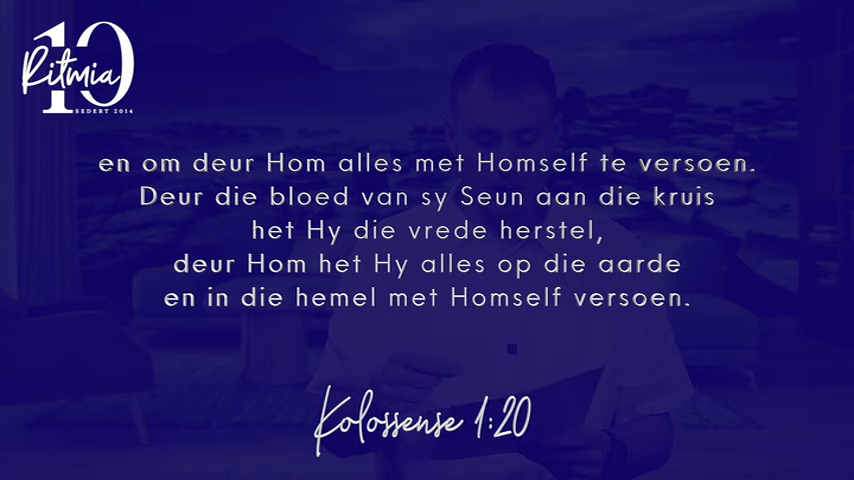 10
Ritmia
SEDERT 2014
en om deur Hom alles met Homself te versoen.
Deur die bloed van sy Seun aan die kruis
het Hy die vrede herstel,
deur Hom het Hy alles op die aarde
en in die hemel met Homself versoen.
Kolossense 1:20